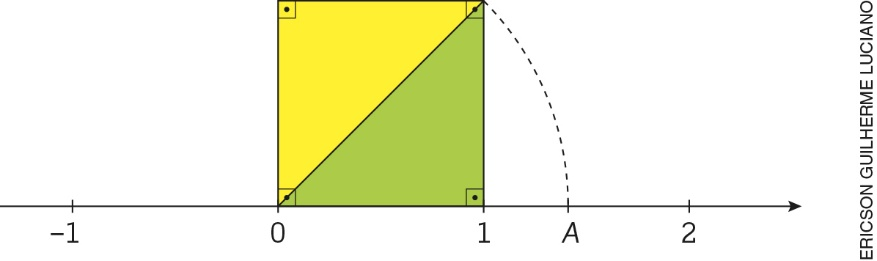 -1 0 1 A 2
ERICSON GUILHERME LUCIANO